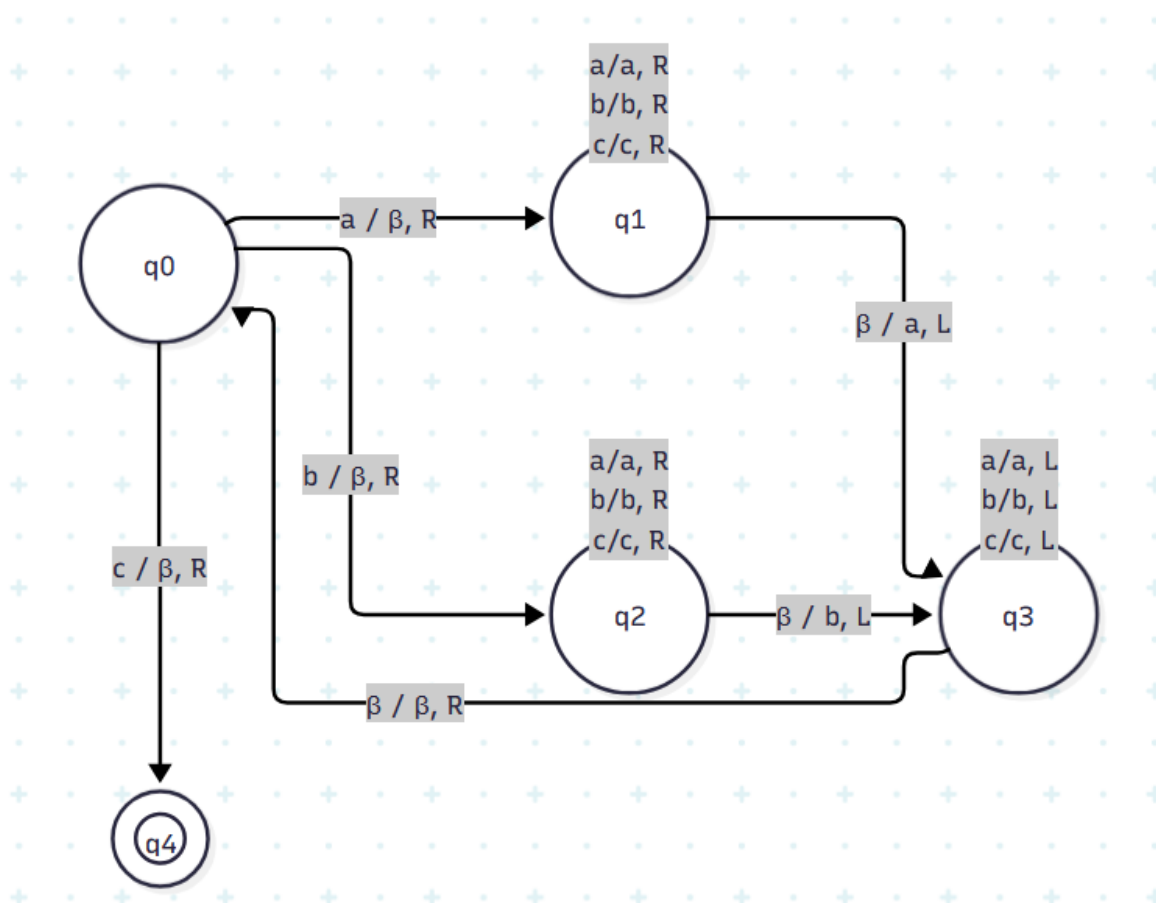 a/a, R
b/b, R
c/c, R
a / β, R
q1
q0
β / a, L
b / β, R
a/a, R
b/b, R
c/c, R
a/a, L
b/b, L
c/c, L
c / β, R
q2
β / b, L
q3
β / β, R
q4